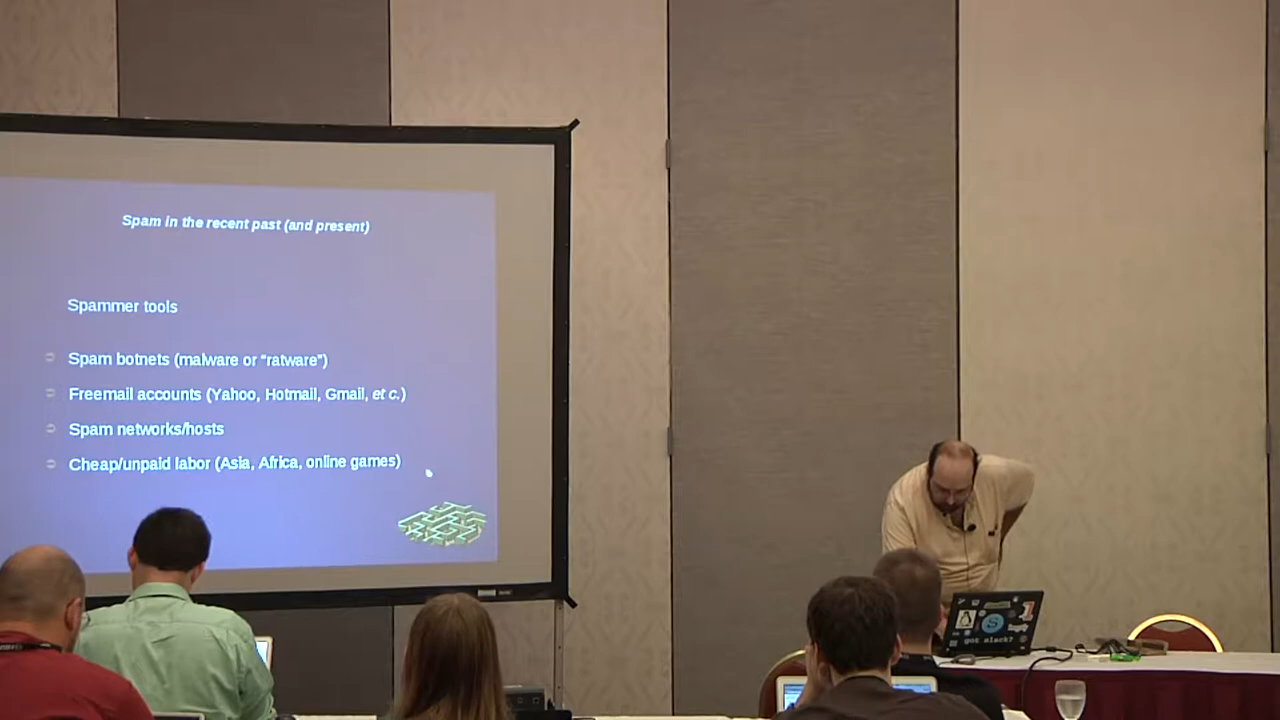 Spam in the recent past (and present)
Spammer tools
Spam botnets (malware or “ratware”)
Freemail accounts (Yahoo, Hotmail, Gmail, et c.)
Spam networks/hosts
Cheap/unpaid labor (Asia, Africa, online games)
S
got slack?